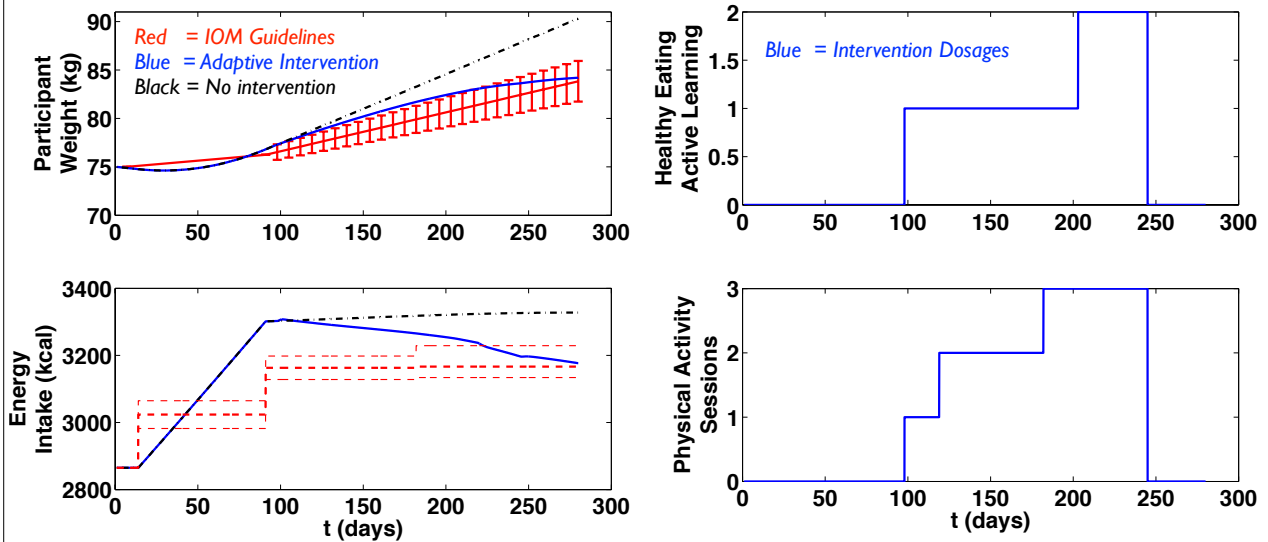 Participant
Weight (kg)
90
85
80
75
70
Red = IOM Guidelines
Blue = Adaptive Intervention
Black = No intervention
0 50 100 150 200 250 300
Healthy Eating
Active Learning
2
1.5
1
0.5
0
Blue = Intervention Dosages
0 50 100 150 200 250 300
Energy
Intake (kcal)
3400
3200
3000
2800
0 50 100 150 200 250 300
t (days)
Physical Activity
Sessions
3
2
1
0
0 50 100 150 200 250 300
t (days)